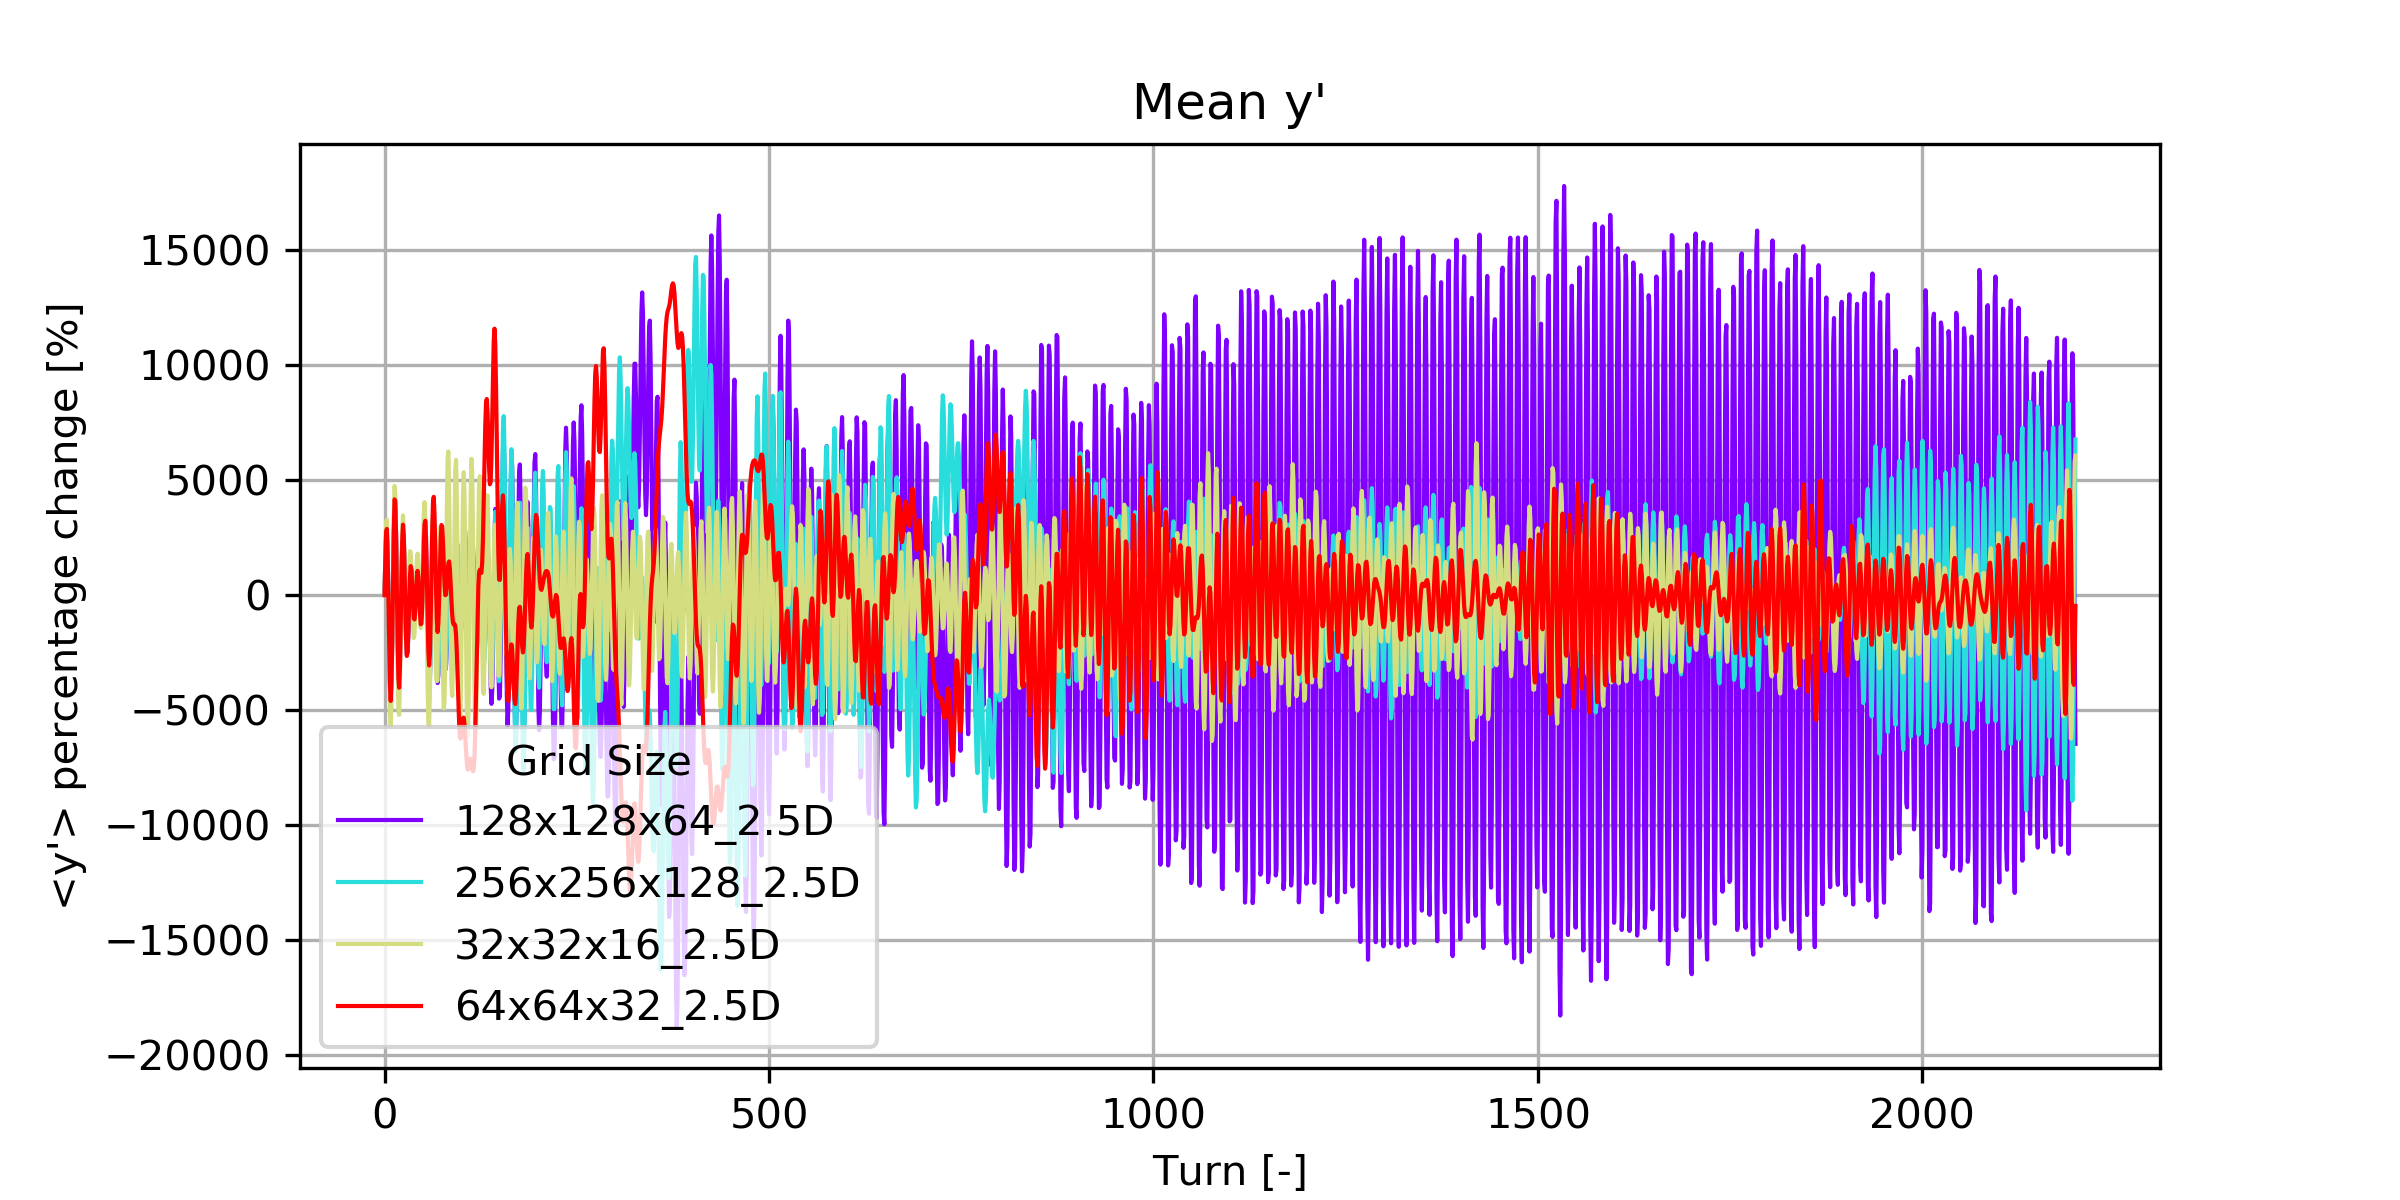 Mean y'
<y'> percentage change [%]
15000
10000
5000
0
−5000
−10000
−15000
−20000
Grid Size
128x128x64_2.5D
256x256x128_2.5D
32x32x16_2.5D
64x64x32_2.5D
0 500 1000 1500 2000
Turn [-]